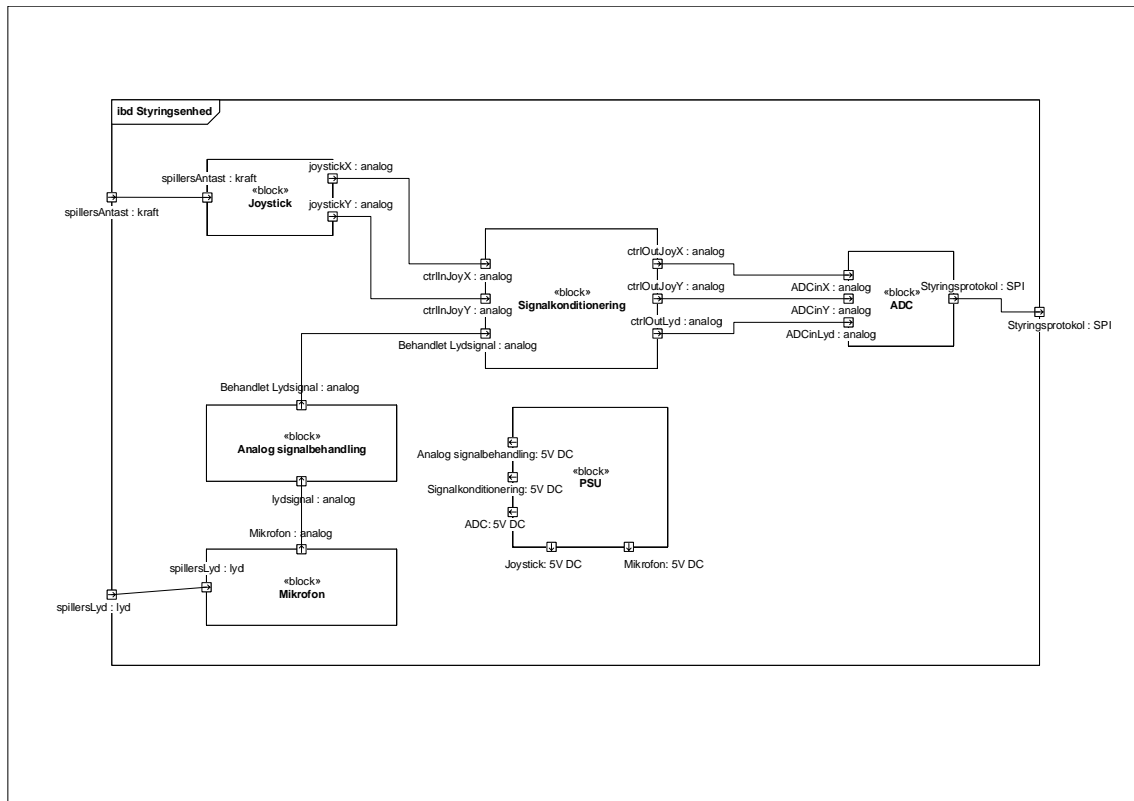 ibd Styringsenhed
joystickX : analog
spillersAntast : kraft
«block»
Joystick
joystickY : analog
spillersAntast : kraft
ctrlOutJoyX : analog
ctrlInJoyX : analog
ADCinX : analog
«block»
Signalkonditionering
ctrlOutJoyY : analog
«block»
ADC
Styringsprotokol : SPI
ctrlInJoyY : analog
ADCinY : analog
ctrlOutLyd : analog
Styringsprotokol : SPI
ADCinLyd : analog
Behandlet Lydsignal : analog
Behandlet Lydsignal : analog
«block»
Analog signalbehandling
Analog signalbehandling: 5V DC
«block»
PSU
Signalkonditionering: 5V DC
lydsignal : analog
ADC: 5V DC
Mikrofon : analog
Joystick: 5V DC
Mikrofon: 5V DC
spillersLyd : lyd
«block»
Mikrofon
spillersLyd : lyd